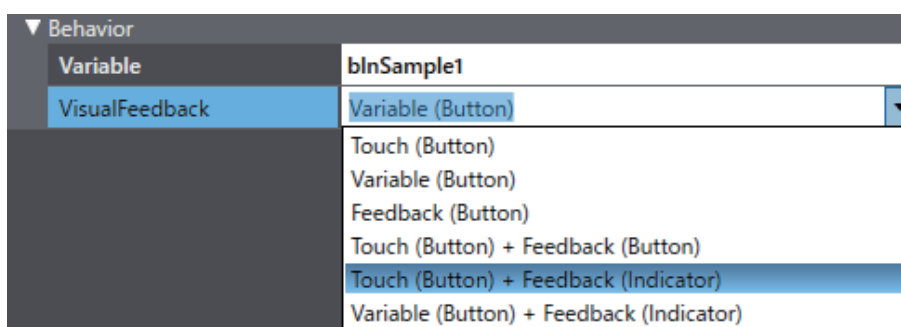 Behavior
Variable blnSample1
VisualFeedback Variable (Button)
Touch (Button)
Variable (Button)
Feedback (Button)
Touch (Button) + Feedback (Button)
Touch (Button) + Feedback (Indicator)
Variable (Button) + Feedback (Indicator)